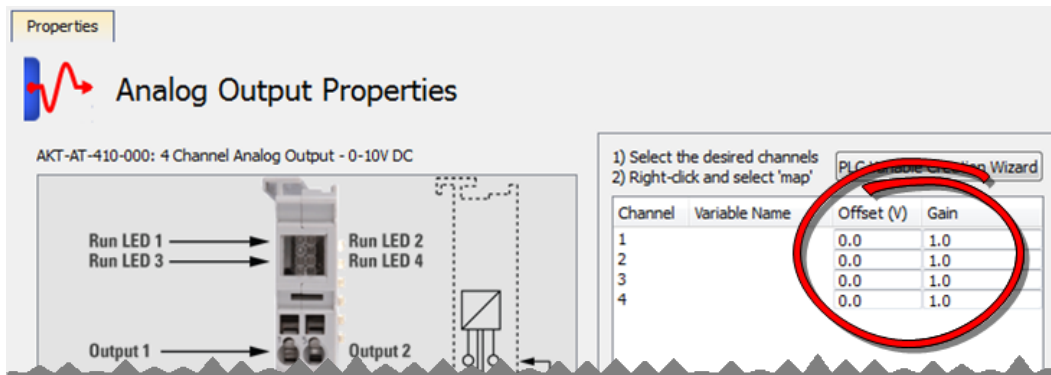 Properties
Analog Output Properties
AKT-AT-410-000: 4 Channel Analog Output - 0-10V DC
Run LED 1
Run LED 2
Run LED 3
Run LED 4
Output 1
Output 2
1) Select the desired channels
2) Right-click and select 'map'
PLC Variable Creation Wizard
Channel Variable Name Offset (V) Gain
1 0.0 1.0
2 0.0 1.0
3 0.0 1.0
4 0.0 1.0